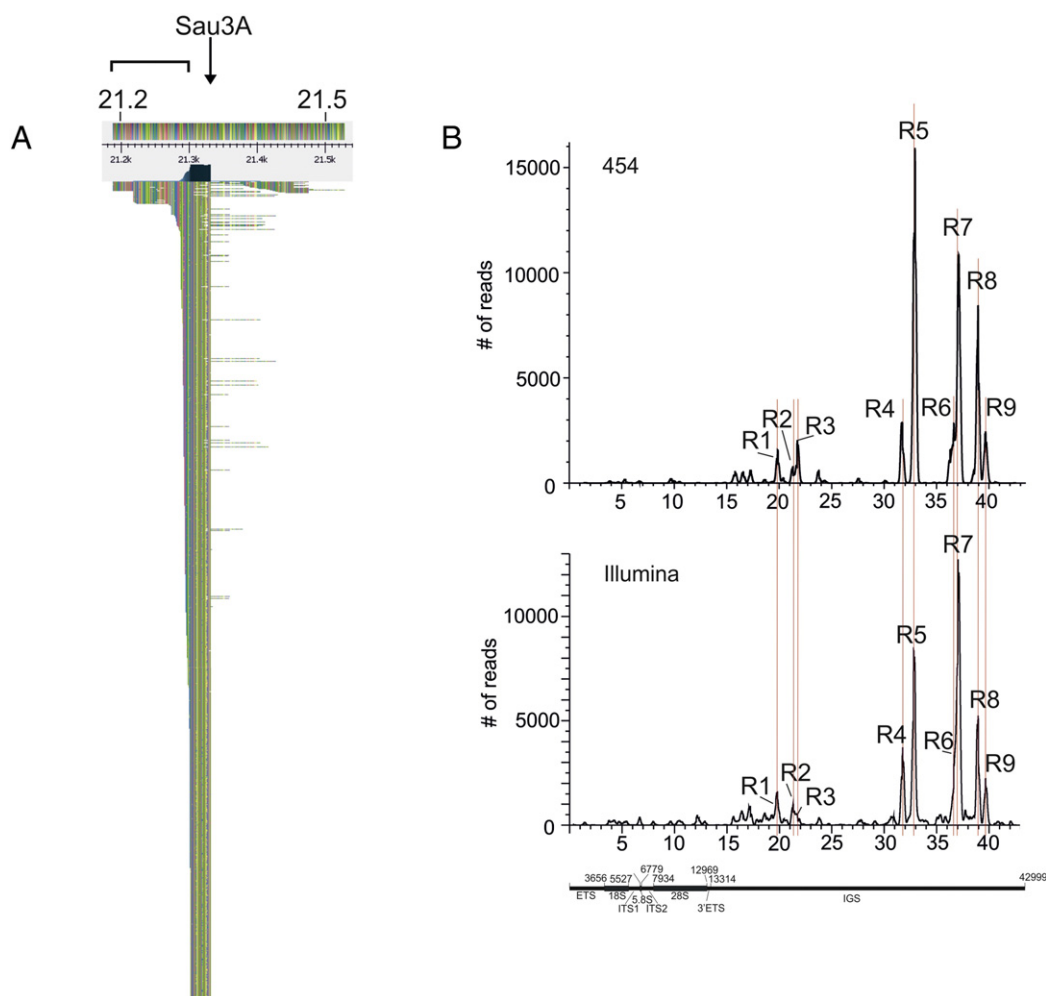 Sau3A
21.2 21.5
A
21.2k 21.3k 21.4k 21.5k
B
454
# of reads
15000
10000
5000
0
R1 R2 R3 R4 R5 R6 R7 R8 R9
5 10 15 20 25 30 35 40
Illumina
# of reads
10000
5000
0
R1 R2 R3 R4 R5 R6 R7 R8 R9
0 5 10 15 20 25 30 35 40
3656 5527 6779 7934 12969 13314 42999
ETS 18S ITS1 5.8S ITS2 28S 3'ETS IGS